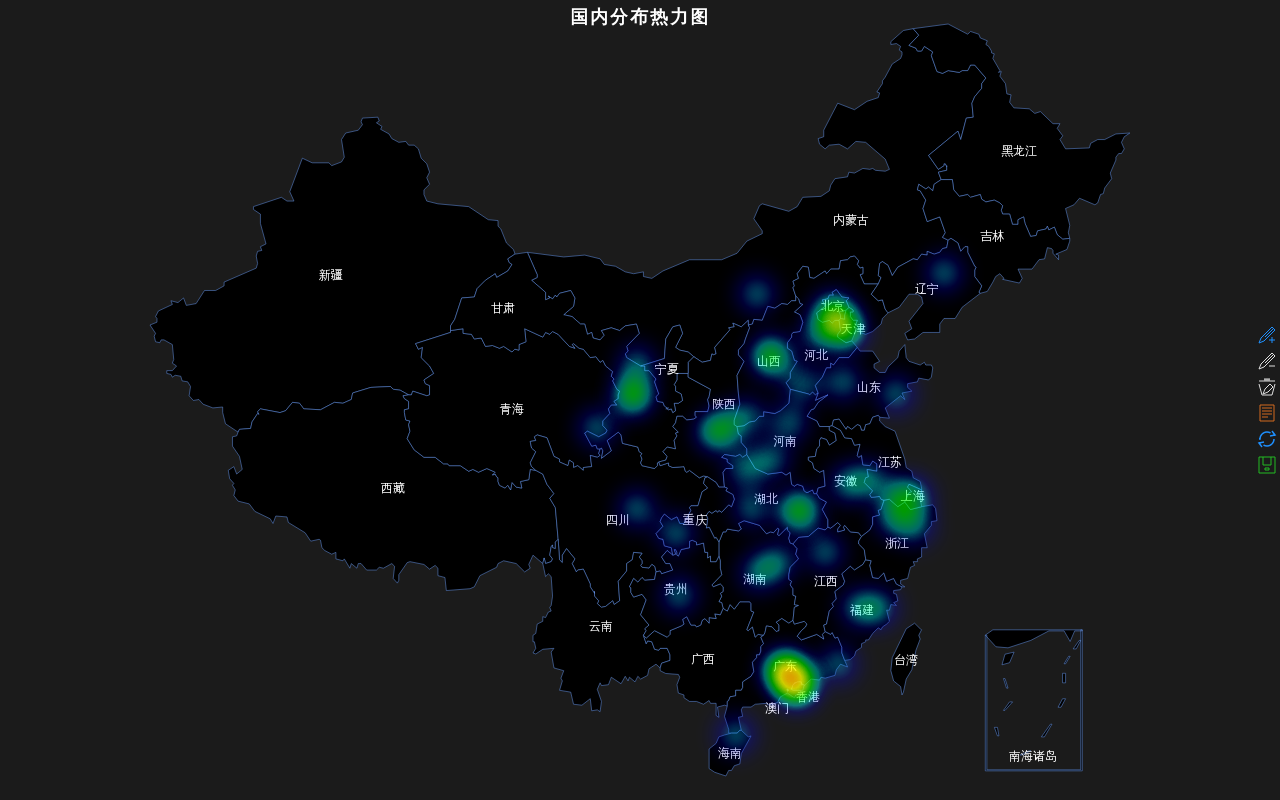 国内分布热力图
黑龙江
内蒙古
吉林
新疆
辽宁
甘肃
北京
天津
河北
山西
宁夏
山东
陕西
青海
河南
江苏
安徽
西藏
上海
湖北
四川
重庆
浙江
湖南
江西
贵州
福建
云南
广西
台湾
广东
香港
澳门
海南
南海诸岛